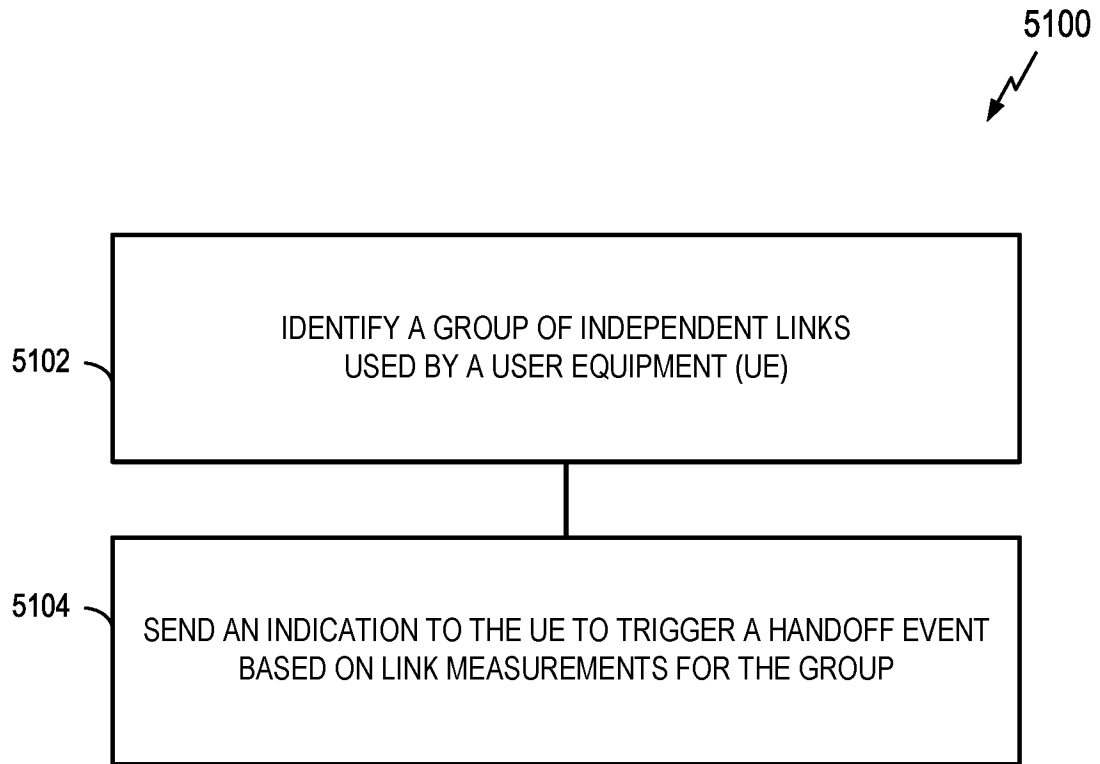 5100
IDENTIFY A GROUP OF INDEPENDENT LINKS
USED BY A USER EQUIPMENT (UE)
5102
5104
SEND AN INDICATION TO THE UE TO TRIGGER A HANDOFF EVENT
BASED ON LINK MEASUREMENTS FOR THE GROUP